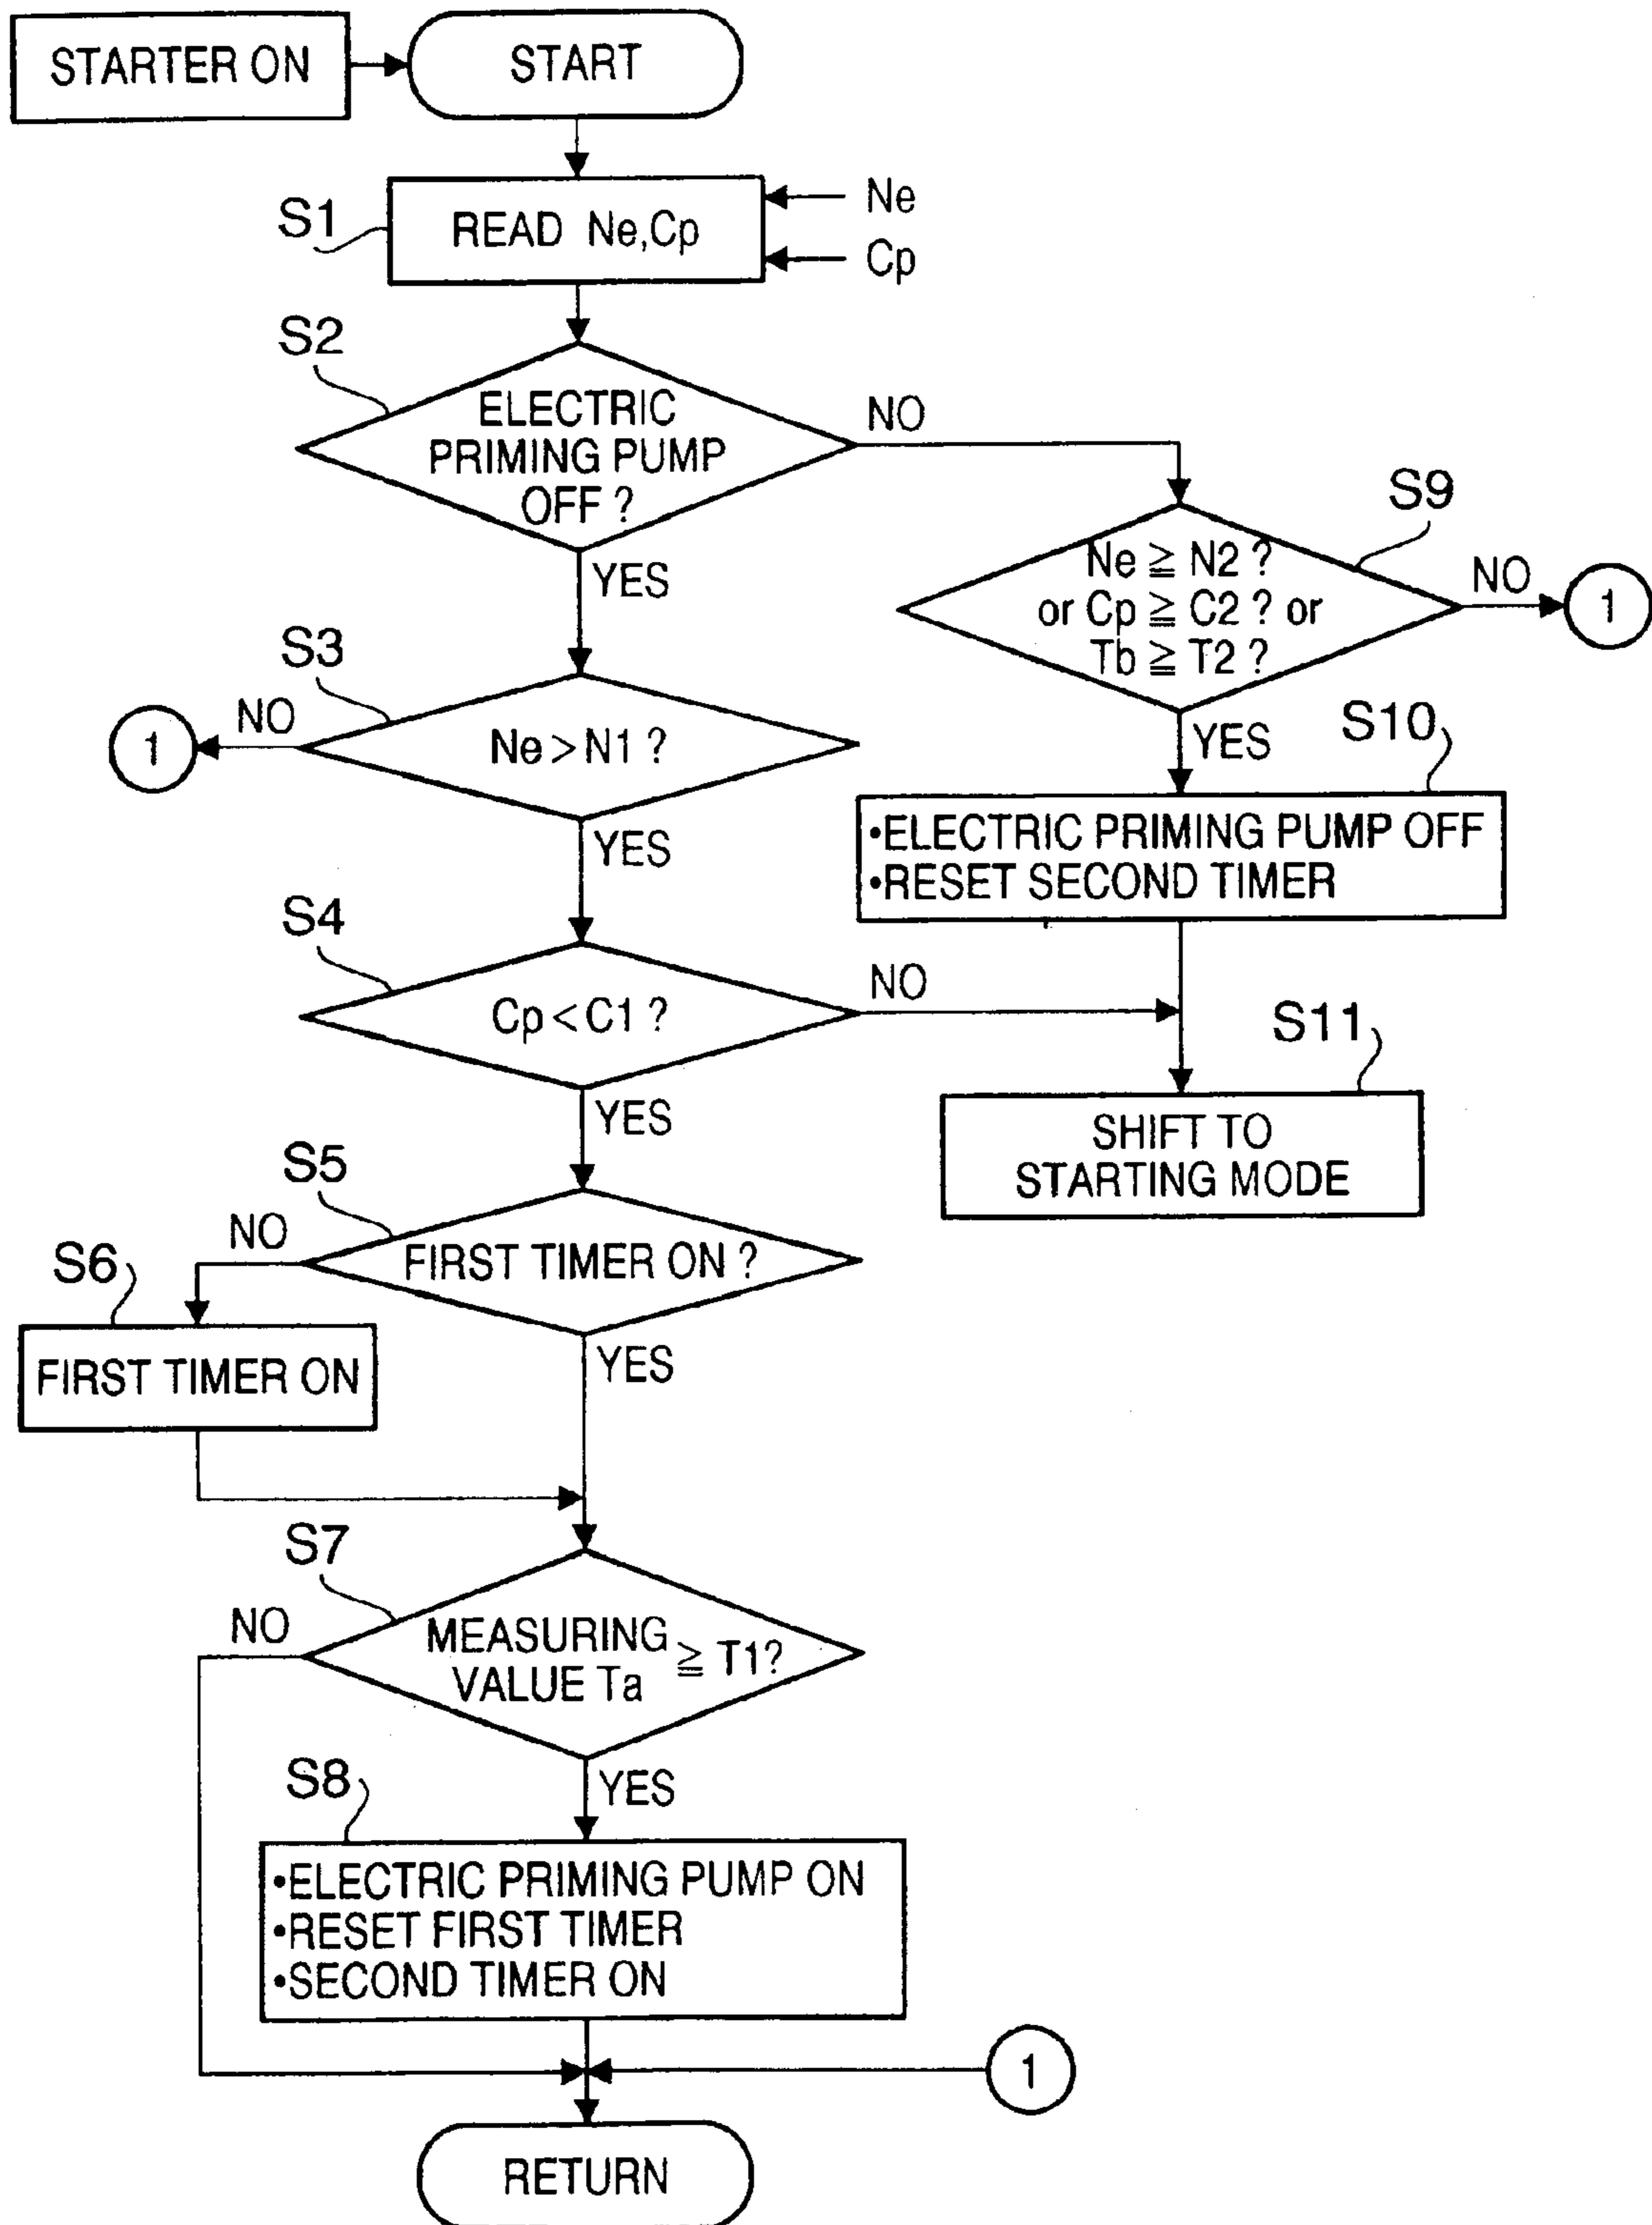 STARTER ON
START
S1
READ Ne,Cp
Ne
Cp
S2
ELECTRIC
PRIMING PUMP
OFF ?
NO
YES
S9
Ne ≧ N2 ?
or Cp ≧ C2 ? or
Tb ≧ T2 ?
NO
1
YES
S3
Ne > N1 ?
NO
1
YES
S10
•ELECTRIC PRIMING PUMP OFF
•RESET SECOND TIMER
S4
Cp < C1 ?
NO
YES
S11
SHIFT TO
STARTING MODE
S5
FIRST TIMER ON ?
NO
YES
S6
FIRST TIMER ON
S7
MEASURING
VALUE Ta ≧ T1?
NO
YES
S8
•ELECTRIC PRIMING PUMP ON
•RESET FIRST TIMER
•SECOND TIMER ON
1
RETURN